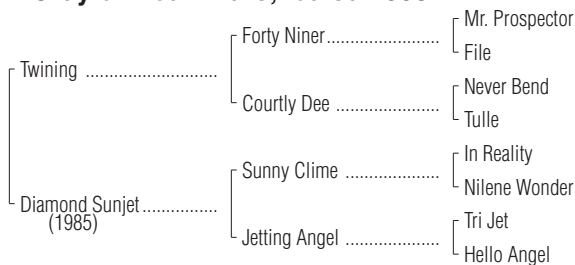 Mr. Prospector
Forty Niner
File
Twining
Never Bend
Courtly Dee
Tulle
In Reality
Sunny Clime
Nilene Wonder
Diamond Sunjet
(1985)
Tri Jet
Jetting Angel
Hello Angel